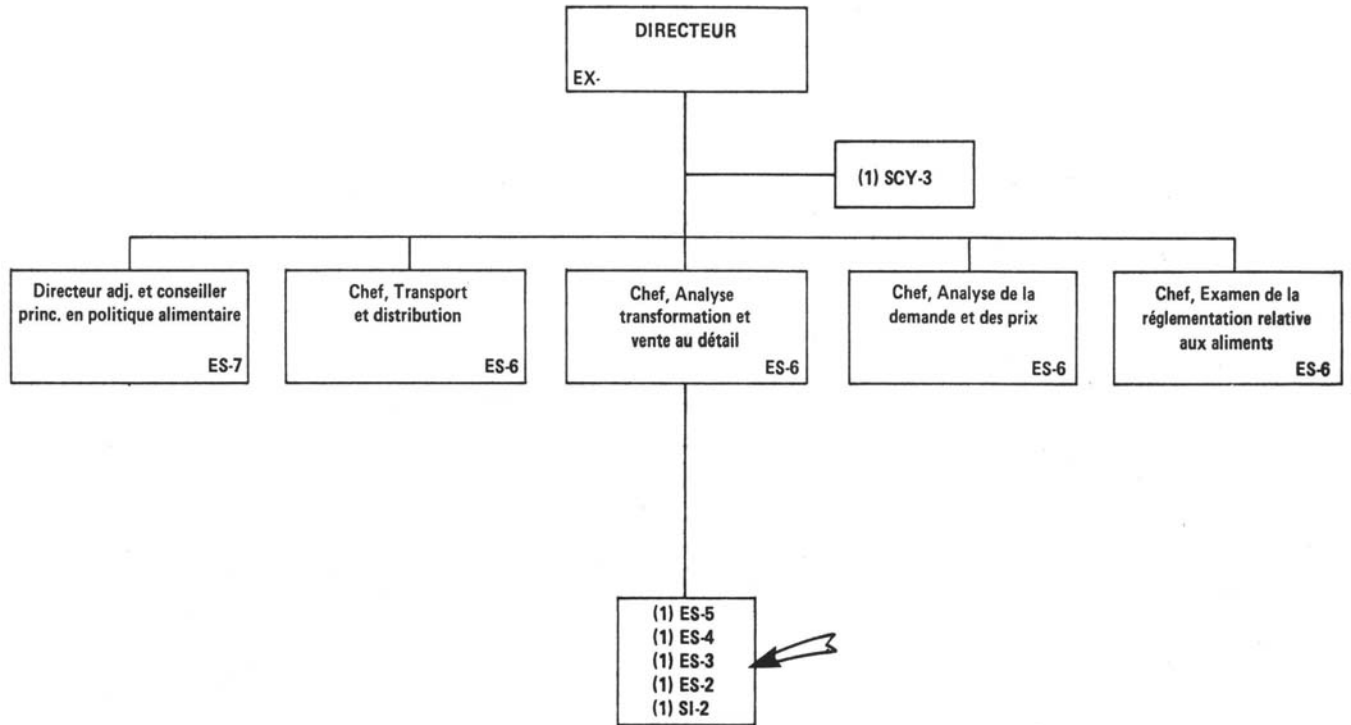 DIRECTEUR
EX-
(1) SCY-3
Directeur adj. et conseiller
princ. en politique alimentaire
ES-7
Chef, Transport
et distribution
ES-6
Chef, Analyse
transformation et
vente au détail
ES-6
Chef, Analyse de la
demande et des prix
ES-6
Chef, Examen de la
réglementation relative
aux aliments
ES-6
(1) ES-5
(1) ES-4
(1) ES-3
(1) ES-2
(1) SI-2